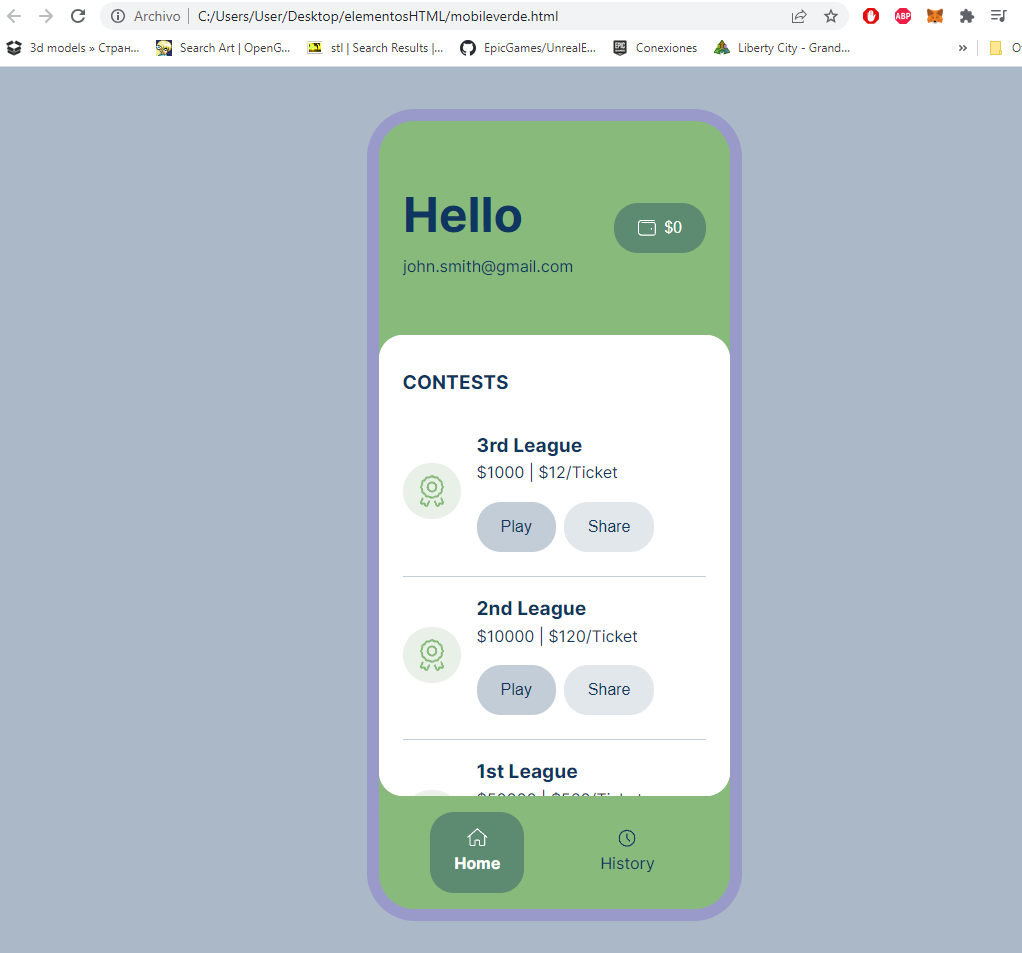 Archivo | C:/Users/User/Desktop/elementosHTML/mobileverde.html
ABP
3d models » Стран... Search Art | OpenG... stl | Search Results |... EpicGames/UnrealE... EPIC Conexiones Liberty City - Grand... » O
Hello
$0
john.smith@gmail.com
CONTESTS
3rd League
$1000 | $12/Ticket
Play Share
2nd League
$10000 | $120/Ticket
Play Share
1st League
Home History